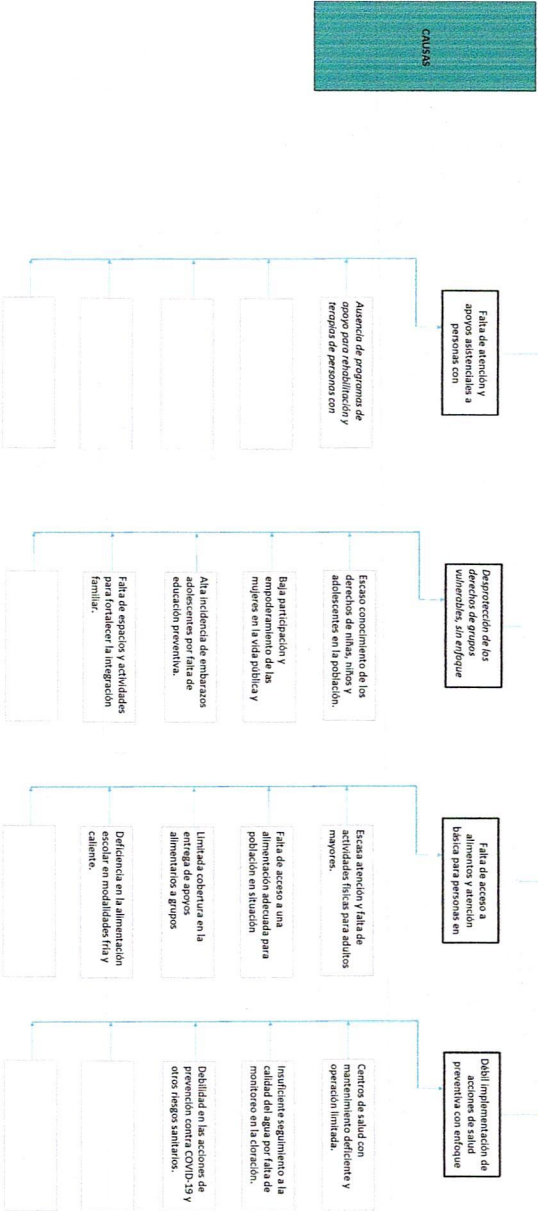 CAUSAS
Falta de atención y
apoyos asistenciales a
personas con
Ausencia de programas de
apoyo para rehabilitación y
terapias de personas con
Desprotección de los
derechos de grupos
vulnerables, sin enfoque
Escaso conocimiento de los
derechos de niñas, niños y
adolescentes en la población.
Baja participación y
empoderamiento de las
mujeres en la vida pública y
Alta incidencia de embarazos
adolescentes por falta de
educación preventiva.
Falta de espacios y actividades
para fortalecer la integración
familiar.
Falta de acceso a
alimentos y atención
básica para personas en
Escasa atención y falta de
actividades físicas para adultos
mayores.
Falta de acceso a una
alimentación adecuada para
población en situación
Limitada cobertura en la
entrega de apoyos
alimentarios a grupos
Deficiencia en la alimentación
escolar en modalidades fría y
caliente.
Débil implementación de
acciones de salud
preventiva con enfoque
Centros de salud con
mantenimiento deficiente y
operación limitada.
Insuficiente seguimiento a la
calidad del agua por falta de
monitoreo en la cloración.
Debilidad en las acciones de
prevención contra COVID-19 y
otros riesgos sanitarios.